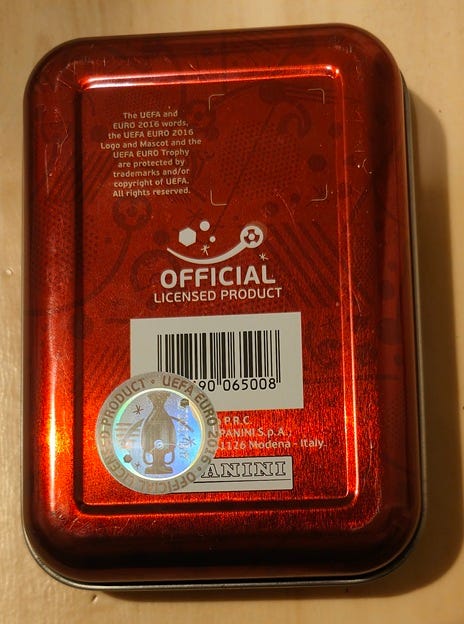 The UEFA and
EURO 2016 words,
the UEFA EURO 2016
Logo and Mascot and the
UEFA EURO Trophy
are protected by
trademarks and/or
copyright of UEFA.
All rights reserved.
OFFICIAL
LICENSED PRODUCT
90 065008
P.R.C.
PANINI S.p.A.,
1126 Modena - Italy.
ANINI
UEFA EURO 2016 • OFFICIAL LICENSED PRODUCT •